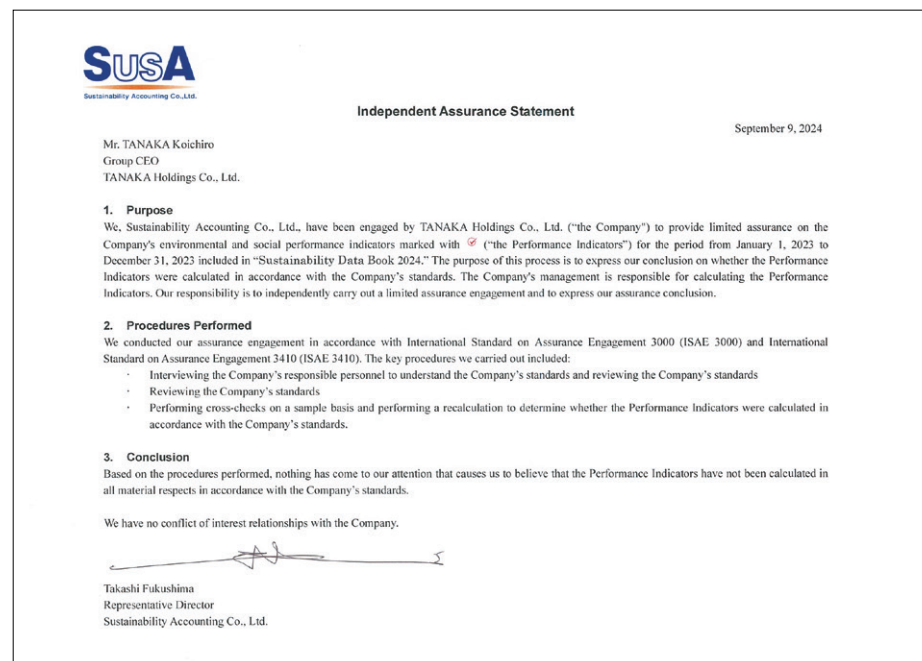 SUSA
Sustainability Accounting Co.,Ltd.
Independent Assurance Statement
September 9, 2024
Mr. TANAKA Koichiro
Group CEO
TANAKA Holdings Co., Ltd.
1. Purpose
We, Sustainability Accounting Co., Ltd., have been engaged by TANAKA Holdings Co., Ltd. (“the Company”) to provide limited assurance on the
Company's environmental and social performance indicators marked with (“the Performance Indicators”) for the period from January 1, 2023 to
December 31, 2023 included in “Sustainability Data Book 2024.” The purpose of this process is to express our conclusion on whether the Performance
Indicators were calculated in accordance with the Company’s standards. The Company's management is responsible for calculating the Performance
Indicators. Our responsibility is to independently carry out a limited assurance engagement and to express our assurance conclusion.
2. Procedures Performed
We conducted our assurance engagement in accordance with International Standard on Assurance Engagement 3000 (ISAE 3000) and International
Standard on Assurance Engagement 3410 (ISAE 3410). The key procedures we carried out included:
· Interviewing the Company’s responsible personnel to understand the Company’s standards and reviewing the Company’s standards
· Reviewing the Company’s standards
· Performing cross-checks on a sample basis and performing a recalculation to determine whether the Performance Indicators were calculated in
accordance with the Company’s standards.
3. Conclusion
Based on the procedures performed, nothing has come to our attention that causes us to believe that the Performance Indicators have not been calculated in
all material respects in accordance with the Company’s standards.
We have no conflict of interest relationships with the Company.
Takashi Fukushima
Representative Director
Sustainability Accounting Co., Ltd.